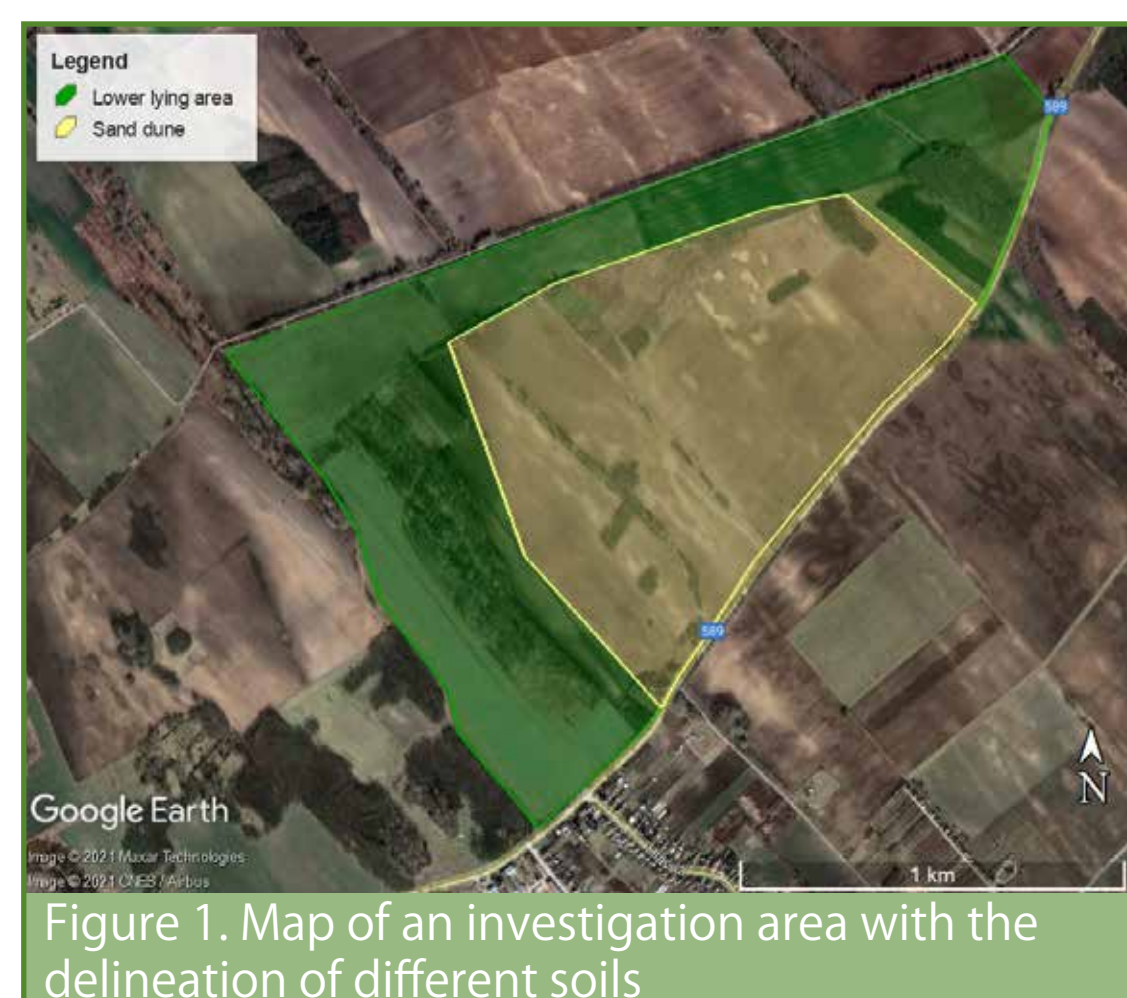 Legend
Lower lying area
Sand dune
589
589
N
Google Earth
Image © 2021 Maxar Technologies
Image © 2021 CNES / Airbus
1 km
Figure 1. Map of an investigation area with the
delineation of different soils